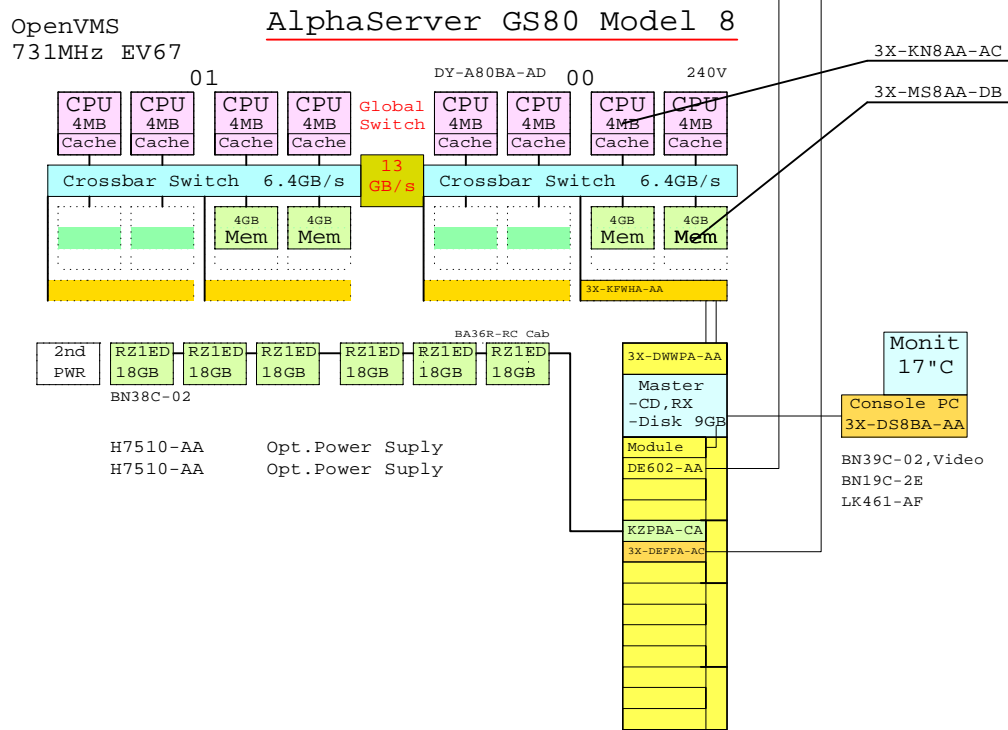 AlphaServer GS80 Model 8
OpenVMS
731MHz EV67
3X-KN8AA-AC
01
DY-A80BA-AD
00
240V
3X-MS8AA-DB
CPU CPU CPU CPU
4MB 4MB 4MB 4MB
Cache Cache Cache Cache
Global
Switch
CPU CPU CPU CPU
4MB 4MB 4MB 4MB
Cache Cache Cache Cache
Crossbar Switch 6.4GB/s
13
GB/s
Crossbar Switch 6.4GB/s
4GB 4GB
Mem Mem
4GB 4GB
Mem Mem
3X-KFWHA-AA
BA36R-RC Cab
2nd
PWR
RZ1ED RZ1ED RZ1ED RZ1ED RZ1ED RZ1ED
18GB 18GB 18GB 18GB 18GB 18GB
BN38C-02
H7510-AA Opt.Power Suply
H7510-AA Opt.Power Suply
3X-DWWPA-AA
Master
-CD,RX
-Disk 9GB
Module
DE602-AA
KZPBA-CA
3X-DEFPA-AC
Monit
17"C
Console PC
3X-DS8BA-AA
BN39C-02,Video
BN19C-2E
LK461-AF